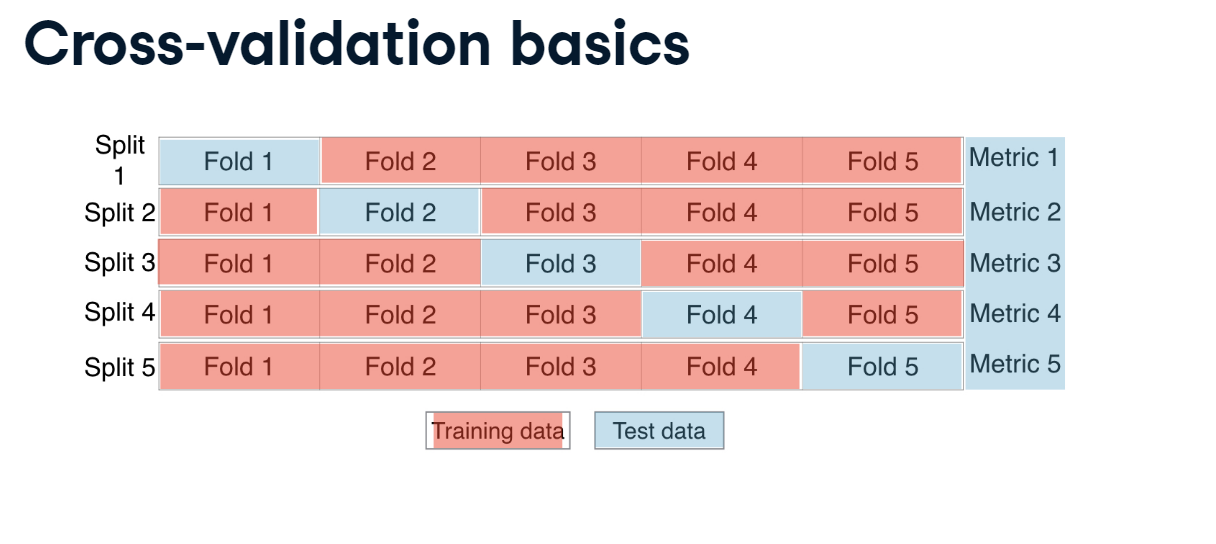 Cross-validation basics
Split
1
Fold 1 Fold 2 Fold 3 Fold 4 Fold 5 Metric 1
Split 2 Fold 1 Fold 2 Fold 3 Fold 4 Fold 5 Metric 2
Split 3 Fold 1 Fold 2 Fold 3 Fold 4 Fold 5 Metric 3
Split 4 Fold 1 Fold 2 Fold 3 Fold 4 Fold 5 Metric 4
Split 5 Fold 1 Fold 2 Fold 3 Fold 4 Fold 5 Metric 5
Training data Test data